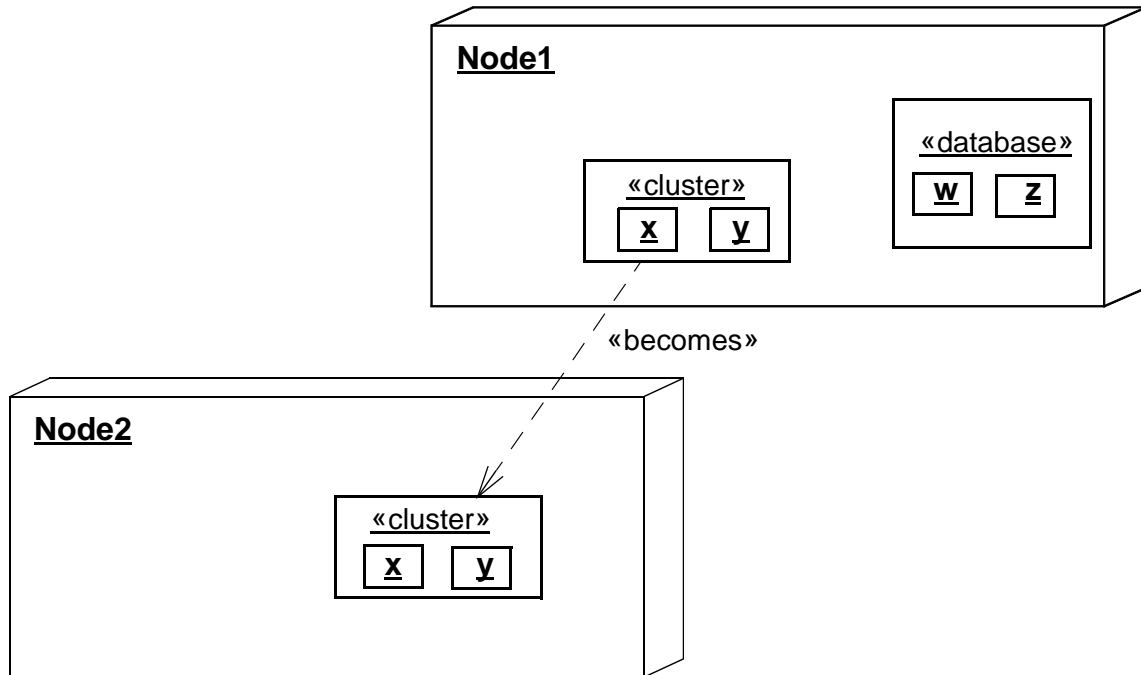 Node1
«database»
w z
«cluster»
x y
«becomes»
Node2
«cluster»
x y